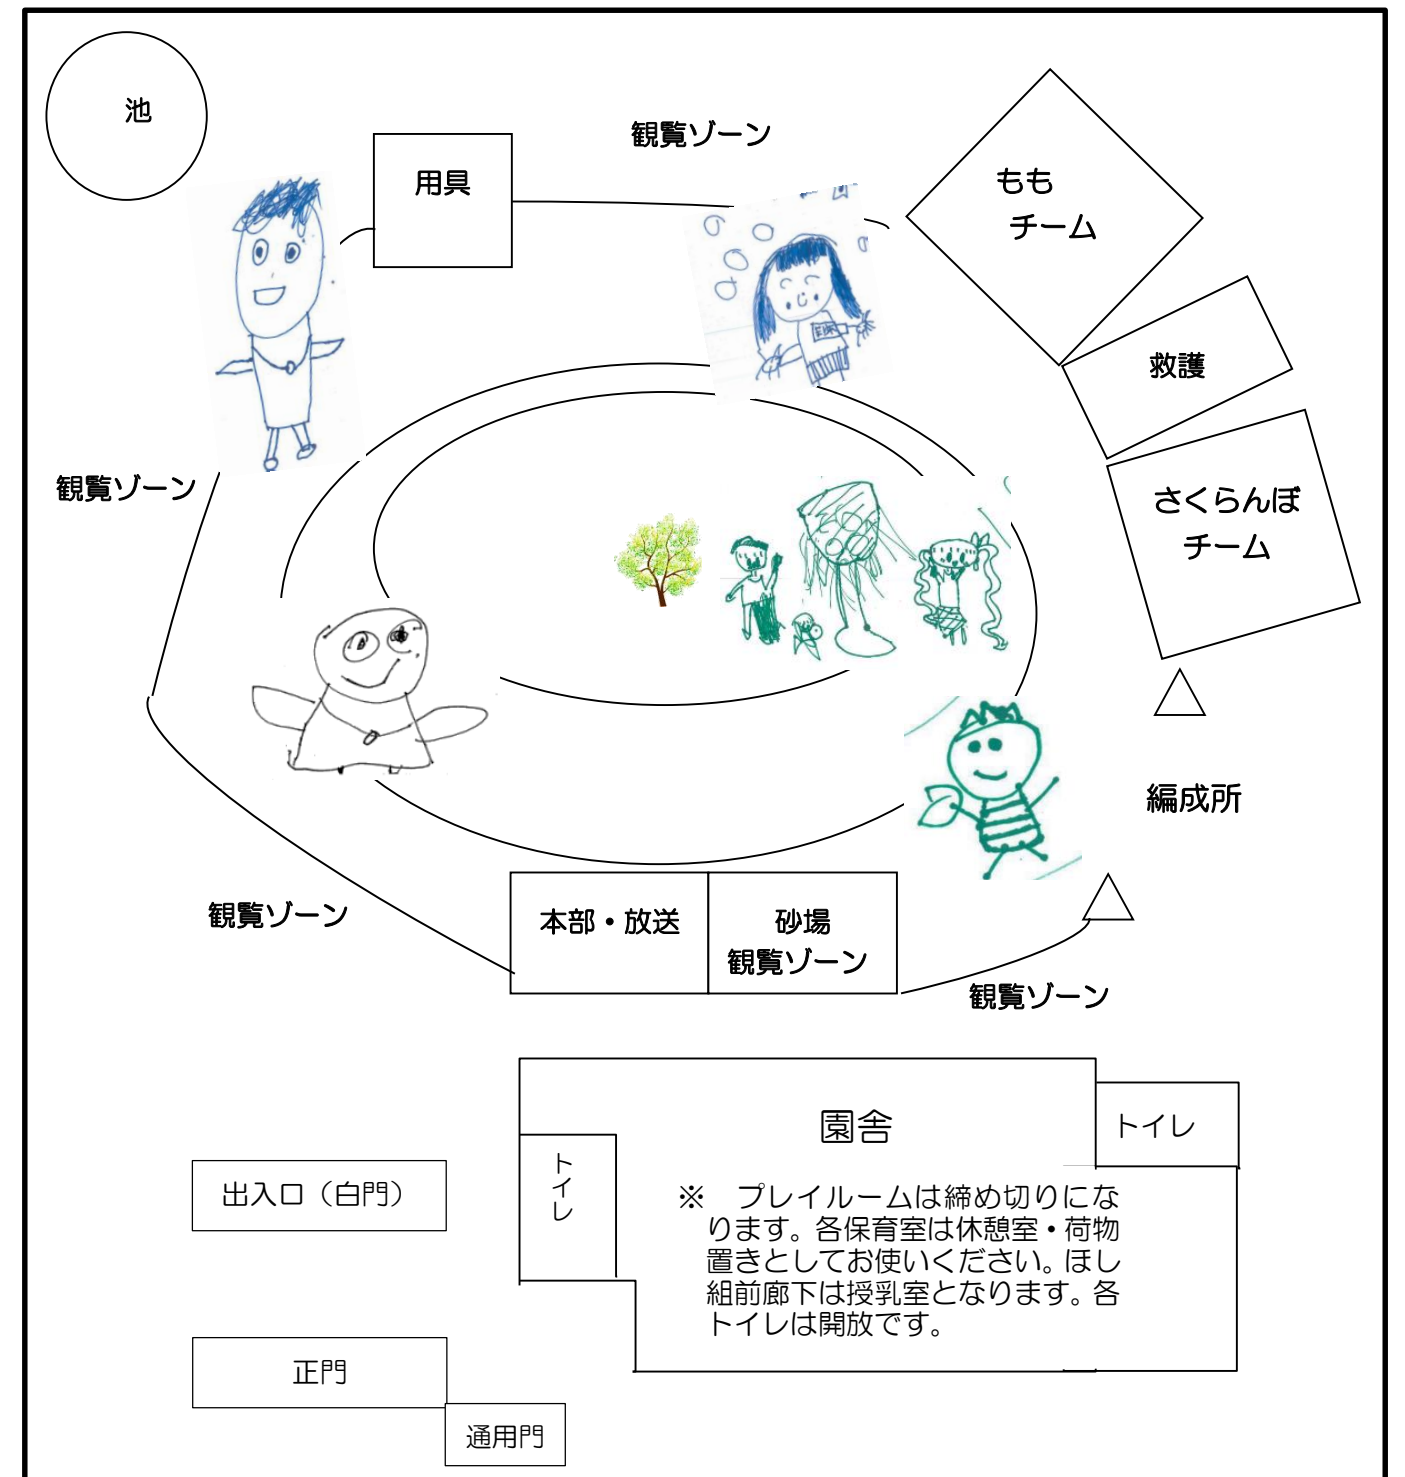 池
観覧ゾーン
用具
もも
チーム
救護
観覧ゾーン
さくらんぼ
チーム
編成所
観覧ゾーン
本部・放送
砂場
観覧ゾーン
観覧ゾーン
園舎
トイレ
トイレ
出入口（白門）
※　プレイルームは締め切りにな
ります。各保育室は休憩室・荷物
置きとしてお使いください。ほし
組前廊下は授乳室となります。各
トイレは開放です。
正門
通用門